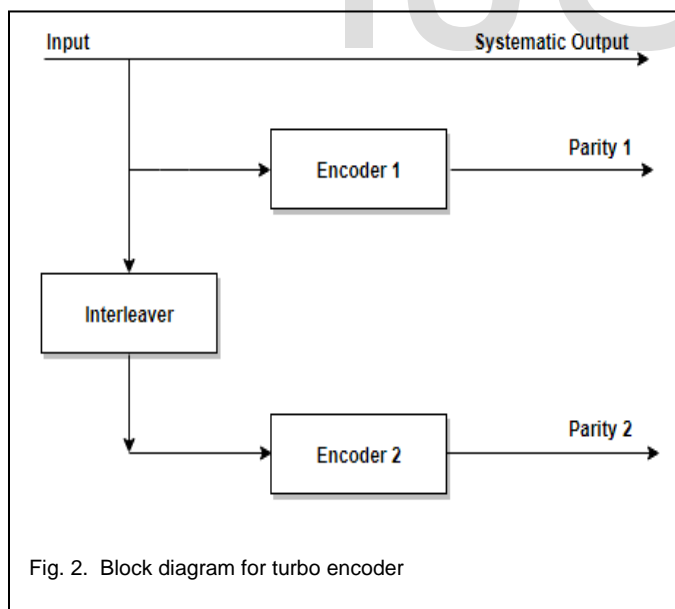 Input Systematic Output
Parity 1
Encoder 1
Interleaver
Parity 2
Encoder 2
Fig. 2. Block diagram for turbo encoder